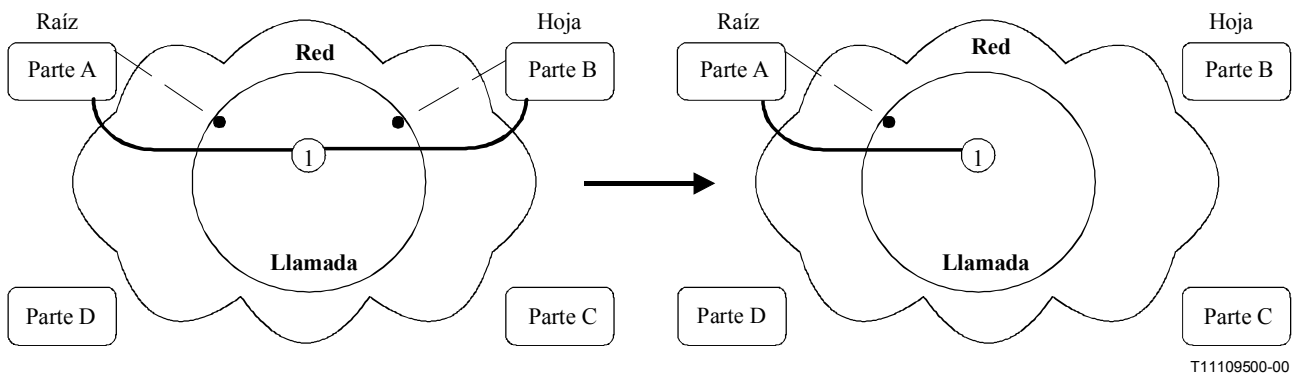 Raíz
Hoja
Parte A
Red
Parte B
1
Llamada
Parte D
Parte C
Raíz
Hoja
Parte A
Red
Parte B
1
Llamada
Parte D
Parte C
T11109500-00